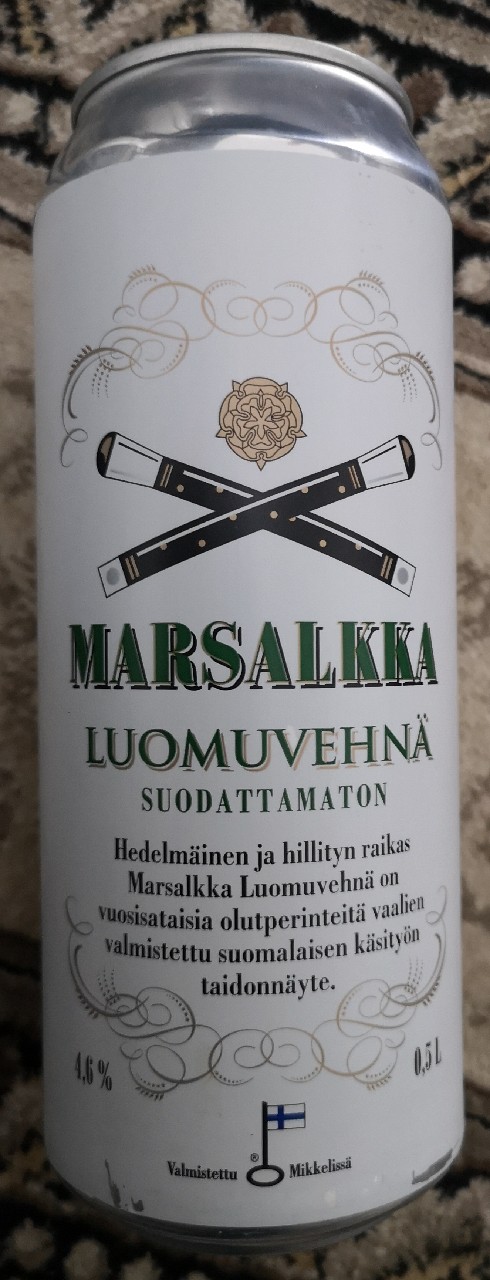 MARSALKKA
LUOMUVEHNÄ
SUODATTAMATON
Hedelmäinen ja hillityn raikas
Marsalkka Luomuvehnä on
vuosisataisia olutperinteitä vaalien
valmistettu suomalaisen käsityön
taidonnäyte.
4,6 % 0,5 L
Valmistettu ® Mikkelissä